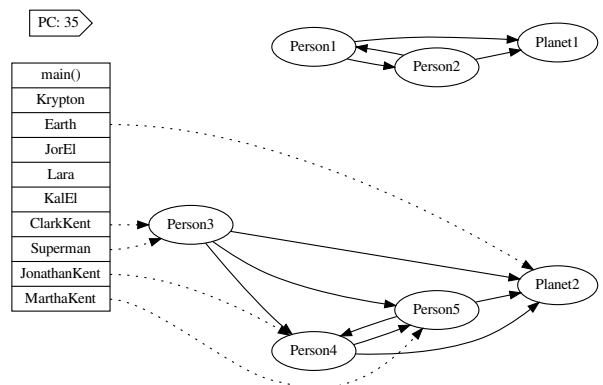 PC: 35
main()
Krypton
Earth
JorEl
Lara
KalEl
ClarkKent
Superman
JonathanKent
MarthaKent
Person1
Person2
Planet1
Person3
Person5
Person4
Planet2